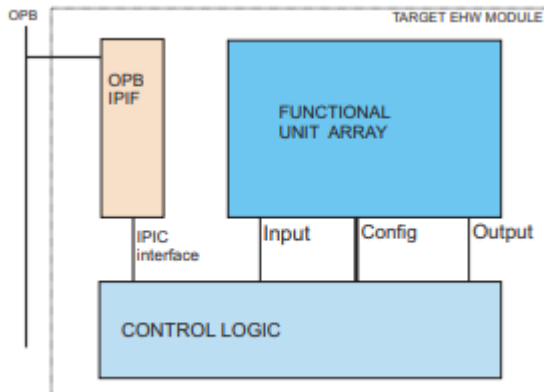 OPB
TARGET EHW MODULE
OPB
IPIF
FUNCTIONAL
UNIT ARRAY
IPIC
interface
Input
Config
Output
CONTROL LOGIC